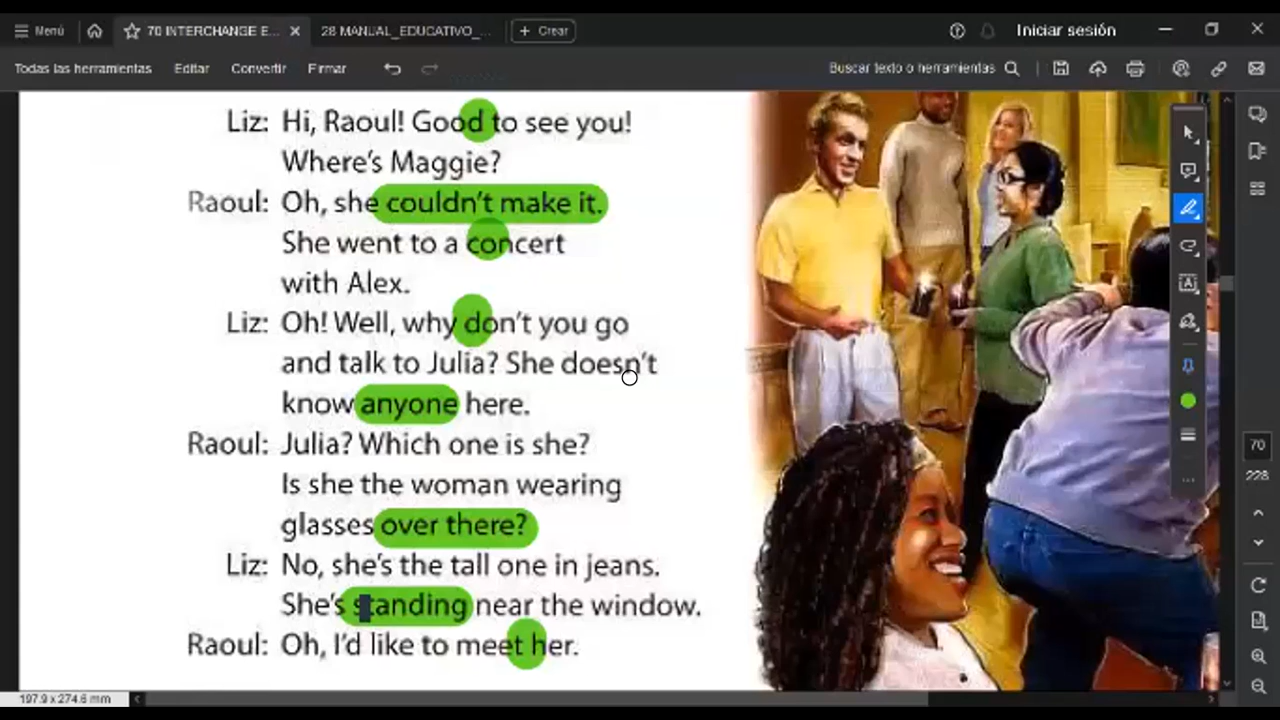 Menú
70 INTERCHANGE E...
28 MANUAL_EDUCATIVO_...
Crear
Iniciar sesión
Todas las herramientas Editar Convertir Firmar
Buscar texto o herramientas
Liz: Hi, Raoul! Good to see you!
Where's Maggie?
Raoul: Oh, she couldn't make it.
She went to a concert
with Alex.
Liz: Oh! Well, why don't you go
and talk to Julia? She doesn't
know anyone here.
Raoul: Julia? Which one is she?
Is she the woman wearing
glasses over there?
Liz: No, she's the tall one in jeans.
She's standing near the window.
Raoul: Oh, I'd like to meet her.
70
228
197.9 x 274.6 mm